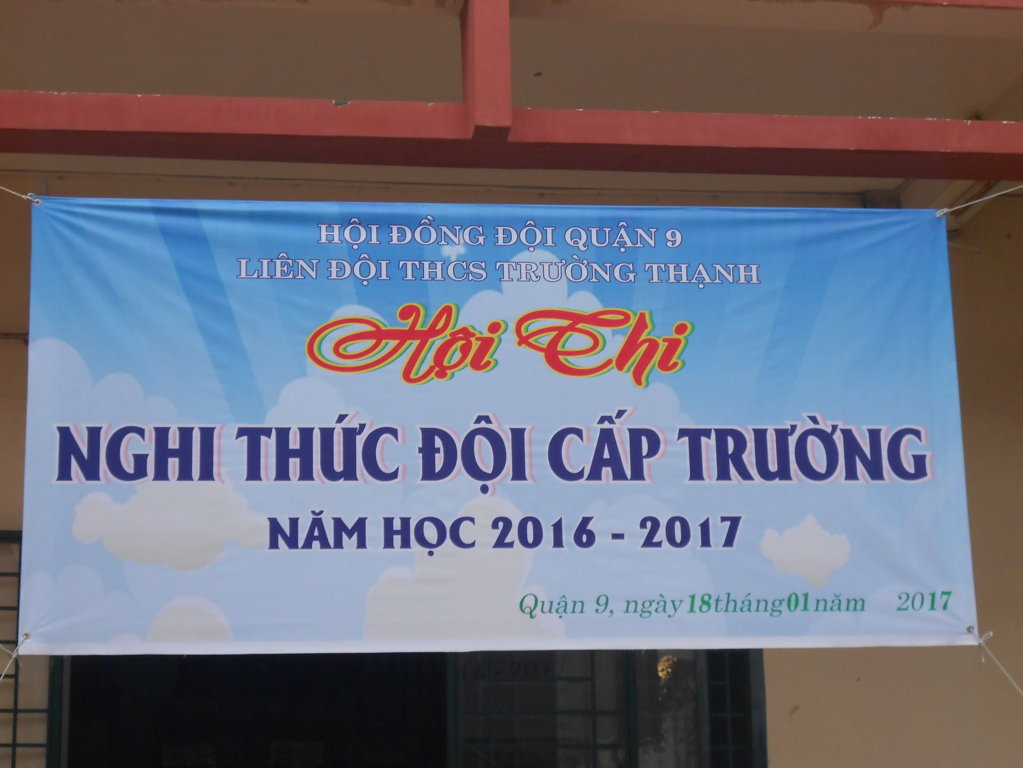 HỘI ĐỒNG ĐỘI QUẬN 9
LIÊN ĐỘI THCS TRƯỜNG THẠNH
Hội Thi
NGHI THỨC ĐỘI CẤP TRƯỜNG
NĂM HỌC 2016 - 2017
Quận 9, ngày 18 tháng 01 năm 2017